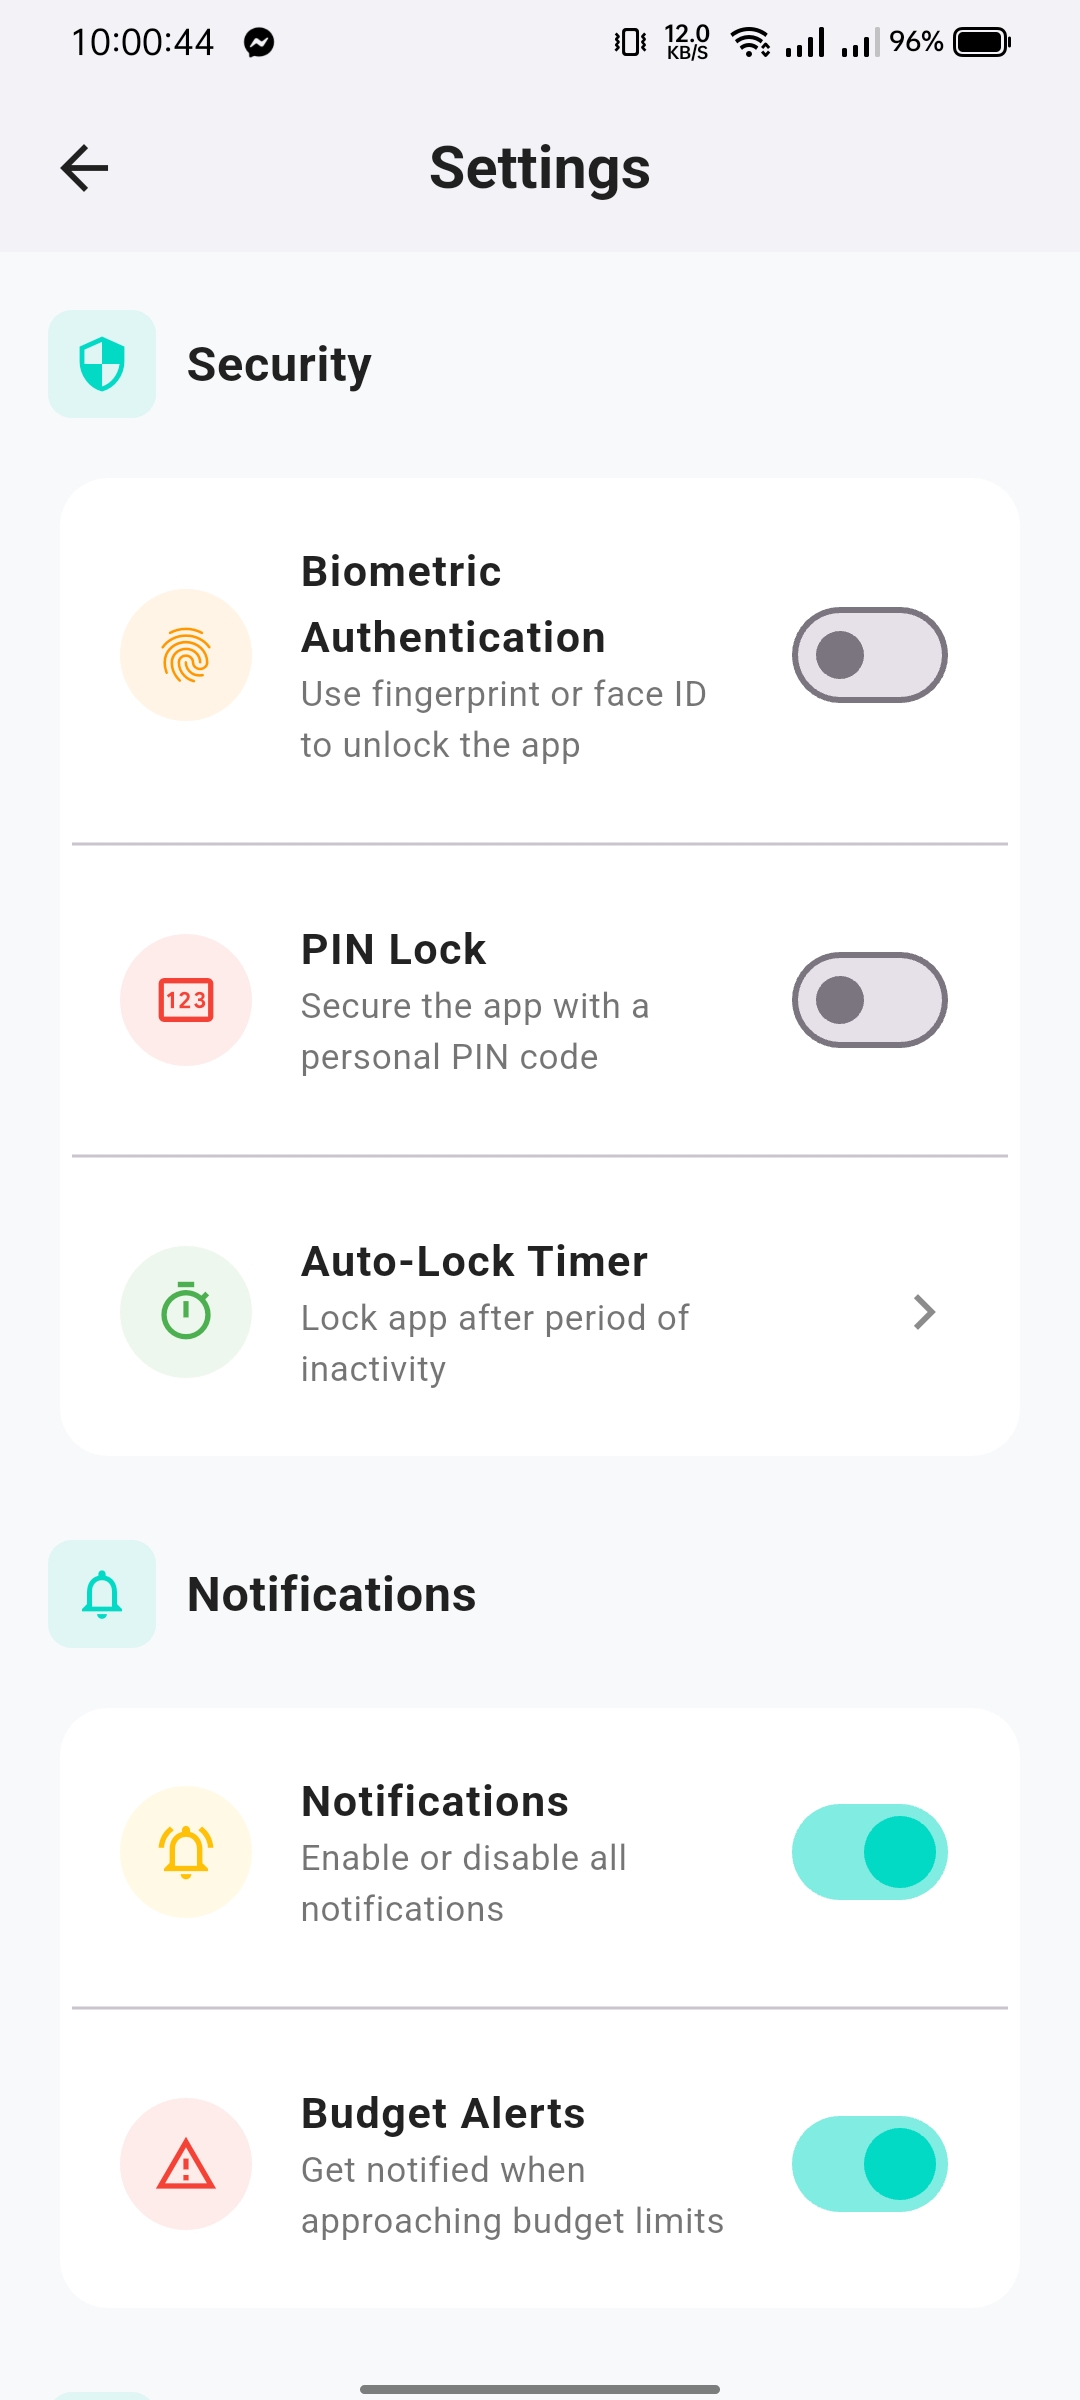 10:00:44
12.0
KB/S
96%
Settings
Security
Biometric
Authentication
Use fingerprint or face ID
to unlock the app
PIN Lock
123
Secure the app with a
personal PIN code
Auto-Lock Timer
Lock app after period of
inactivity
Notifications
Notifications
Enable or disable all
notifications
Budget Alerts
Get notified when
approaching budget limits